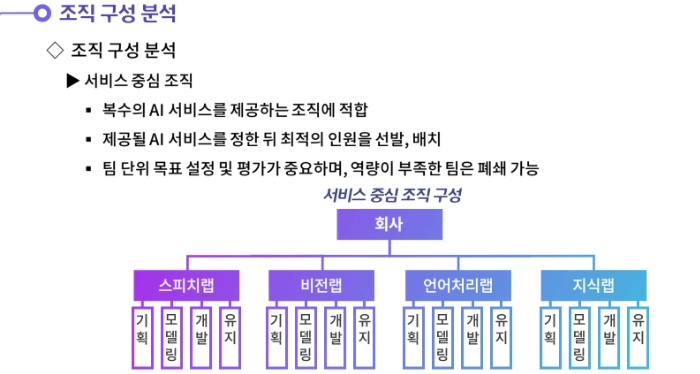 조직 구성 분석
◇ 조직 구성 분석
▶ 서비스 중심 조직
▪ 복수의 AI 서비스를 제공하는 조직에 적합
▪ 제공될 AI 서비스를 정한 뒤 최적의 인원을 선발, 배치
▪ 팀 단위 목표 설정 및 평가가 중요하며, 역량이 부족한 팀은 폐쇄 가능
서비스 중심 조직 구성
회사
스피치랩 비전랩 언어처리랩 지식랩
기획 모델링 개발 유지 기획 모델링 개발 유지 기획 모델링 개발 유지 기획 모델링 개발 유지